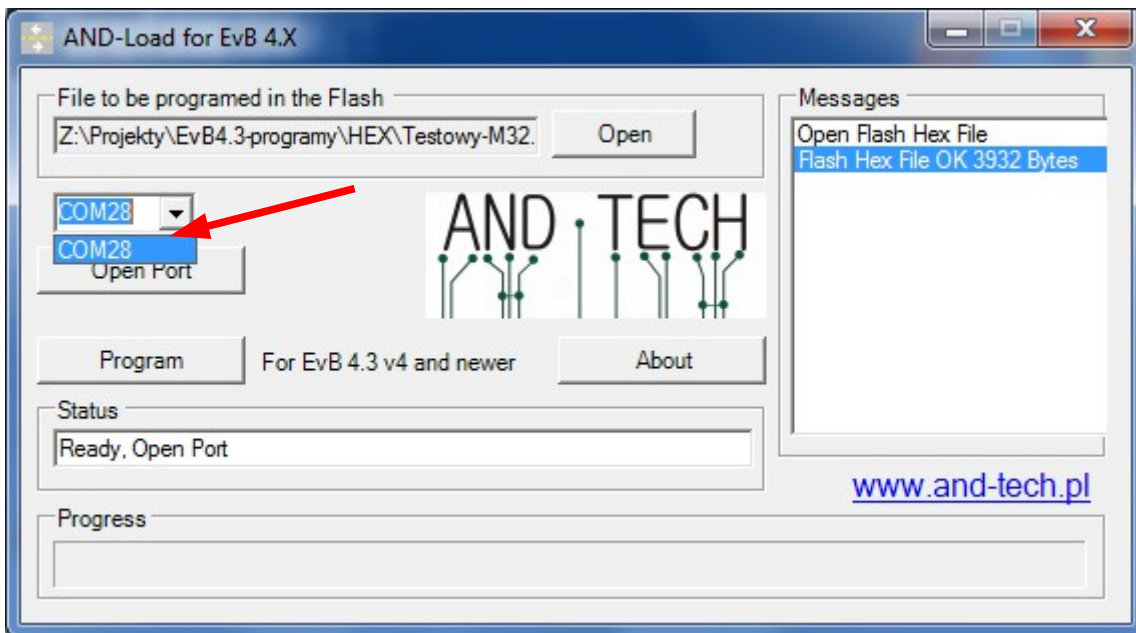 AND-Load for EvB 4.X
File to be programed in the Flash
Z:\Projekty\EvB4.3-programy\HEX\Testowy-M32.
Open
COM28
COM28
Open Port
AND TECH
Program
For EvB 4.3 v4 and newer
About
Status
Ready, Open Port
Progress
Messages
Open Flash Hex File
Flash Hex File OK 3932 Bytes
www.and-tech.pl